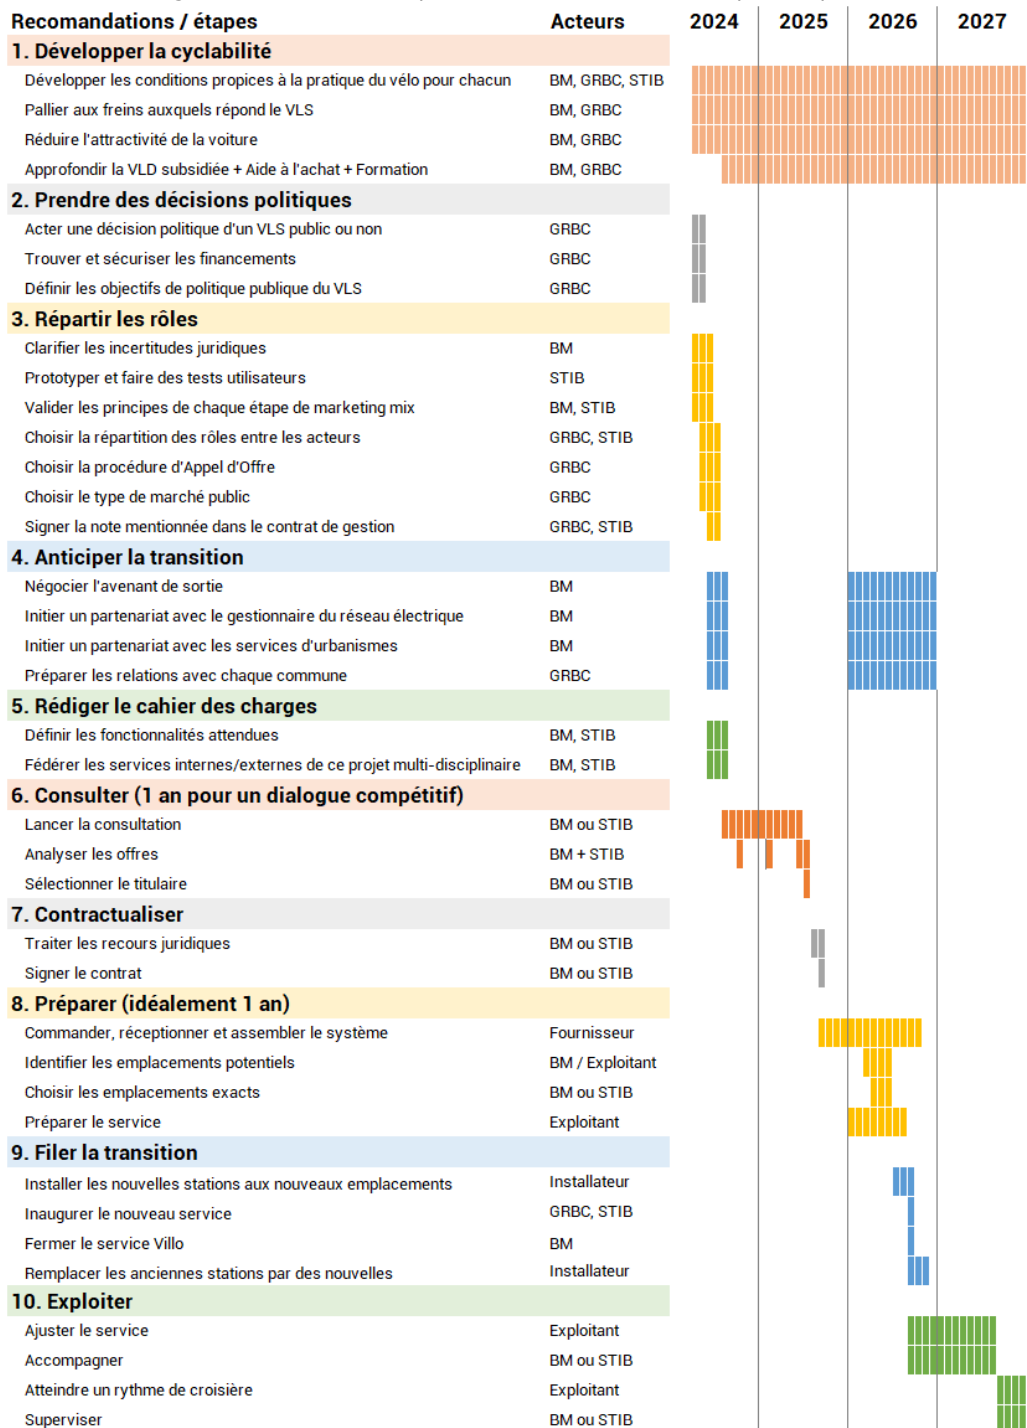 Recomandations / étapes Acteurs 2024 2025 2026 2027
1. Développer la cyclabilité
Développer les conditions propices à la pratique du vélo pour chacun BM, GRBC, STIB
Pallier aux freins auxquels répond le VLS BM, GRBC
Réduire l'attractivité de la voiture BM, GRBC
Approfondir la VLD subsidiée + Aide à l'achat + Formation BM, GRBC
2. Prendre des décisions politiques
Acter une décision politique d'un VLS public ou non GRBC
Trouver et sécuriser les financements GRBC
Définir les objectifs de politique publique du VLS GRBC
3. Répartir les rôles
Clarifier les incertitudes juridiques BM
Prototyper et faire des tests utilisateurs STIB
Valider les principes de chaque étape de marketing mix BM, STIB
Choisir la répartition des rôles entre les acteurs GRBC, STIB
Choisir la procédure d'Appel d'Offre GRBC
Choisir le type de marché public GRBC
Signer la note mentionnée dans le contrat de gestion GRBC, STIB
4. Anticiper la transition
Négocier l'avenant de sortie BM
Initier un partenariat avec le gestionnaire du réseau électrique BM
Initier un partenariat avec les services d'urbanismes BM
Préparer les relations avec chaque commune GRBC
5. Rédiger le cahier des charges
Définir les fonctionnalités attendues BM, STIB
Fédérer les services internes/externes de ce projet multi-disciplinaire BM, STIB
6. Consulter (1 an pour un dialogue compétitif)
Lancer la consultation BM ou STIB
Analyser les offres BM + STIB
Sélectionner le titulaire BM ou STIB
7. Contractualiser
Traiter les recours juridiques BM ou STIB
Signer le contrat BM ou STIB
8. Préparer (idéalement 1 an)
Commander, réceptionner et assembler le système Fournisseur
Identifier les emplacements potentiels BM / Exploitant
Choisir les emplacements exacts BM ou STIB
Préparer le service Exploitant
9. Filer la transition
Installer les nouvelles stations aux nouveaux emplacements Installateur
Inaugurer le nouveau service GRBC, STIB
Fermer le service Villo BM
Remplacer les anciennes stations par des nouvelles Installateur
10. Exploiter
Ajuster le service Exploitant
Accompagner BM ou STIB
Atteindre un rythme de croisière Exploitant
Superviser BM ou STIB